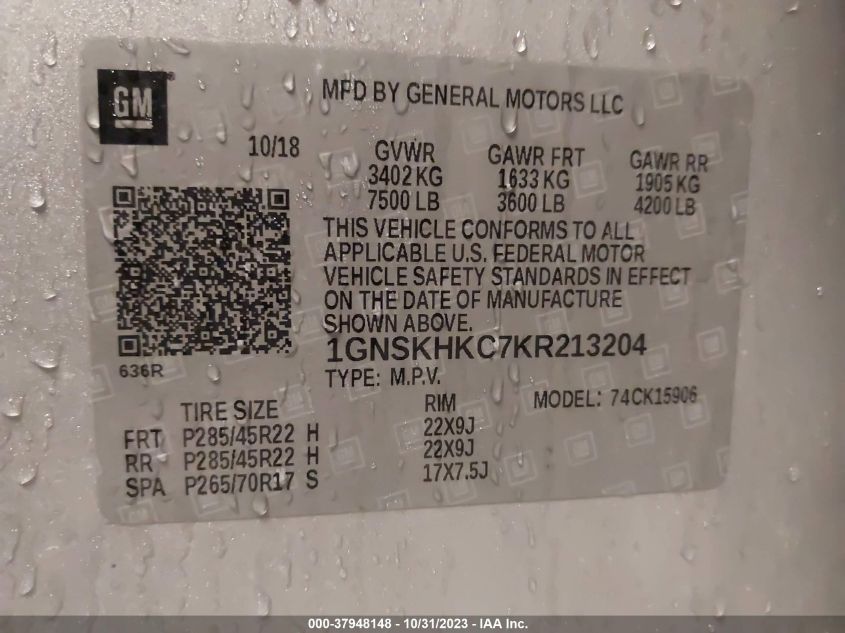 GM
MFD BY GENERAL MOTORS LLC
10/18
GVWR GAWR FRT GAWR RR
3402 KG 1633 KG 1905 KG
7500 LB 3600 LB 4200 LB
THIS VEHICLE CONFORMS TO ALL
APPLICABLE U.S. FEDERAL MOTOR
VEHICLE SAFETY STANDARDS IN EFFECT
ON THE DATE OF MANUFACTURE
SHOWN ABOVE.
1GNSKHKC7KR213204
636R
TYPE: M.P.V.
MODEL: 74CK15906
TIRE SIZE RIM
FRT P285/45R22 H 22X9J
RR P285/45R22 H 22X9J
SPA P265/70R17 S 17X7.5J
000-37948148 - 10/31/2023 - IAA Inc.